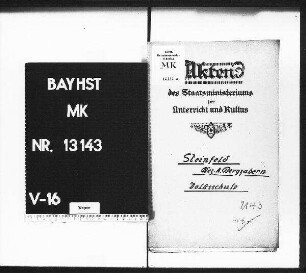 BAYHST
MK
NR. 13143
V-16
MK
Akten
des Staatsministeriums
für
Unterricht und Kultus
Steinfeld
Bez. A. Bergzabern
Volksschule